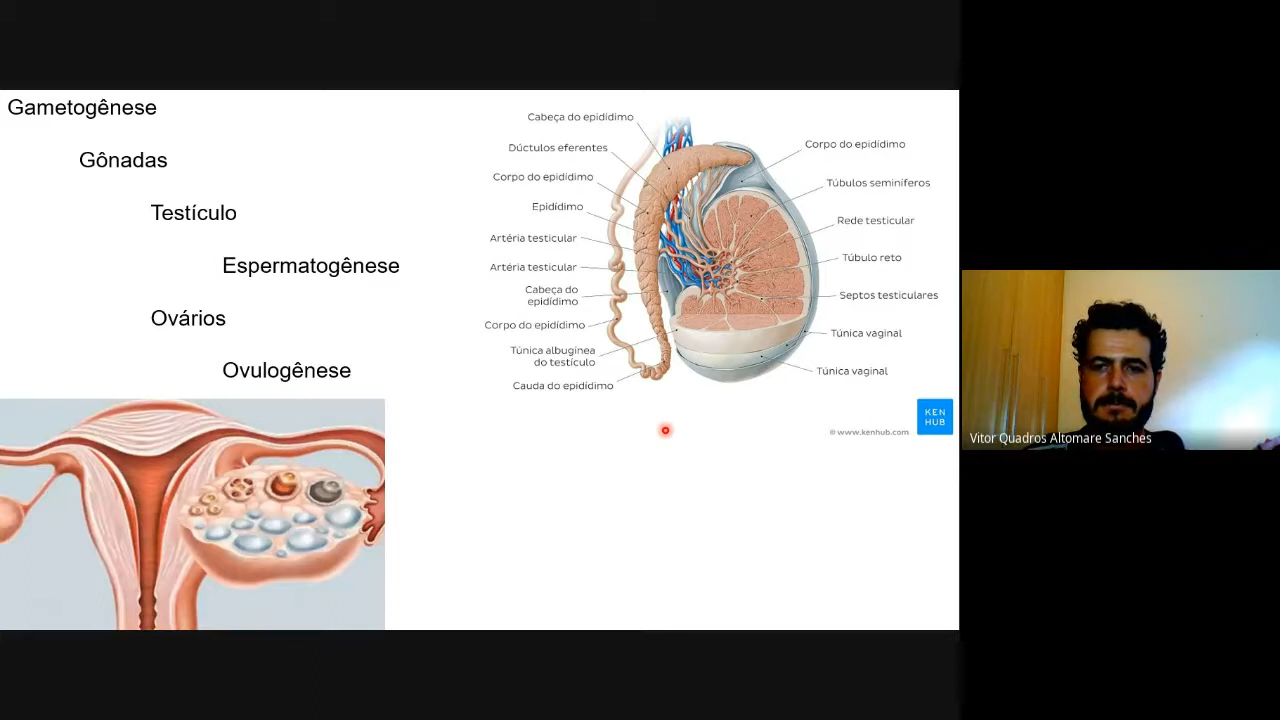 Gametogênese
Gônadas
Testículo
Espermatogênese
Ovários
Ovulogênese
Cabeça do epidídimo
Dúctulos eferentes
Corpo do epidídimo
Epidídimo
Artéria testicular
Artéria testicular
Cabeça do
epidídimo
Corpo do epidídimo
Túnica albugínea
do testículo
Cauda do epidídimo
Corpo do epidídimo
Túbulos seminíferos
Rede testicular
Túbulo reto
Septos testiculares
Túnica vaginal
Túnica vaginal
© www.kenhub.com
KEN
HUB
Vitor Quadros Altomare Sanches